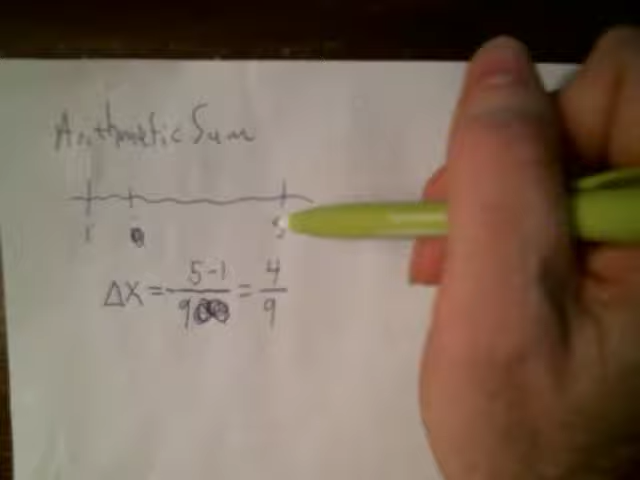 Arithmetic Sum
1 5
ΔX = 5-1/9 = 4/9